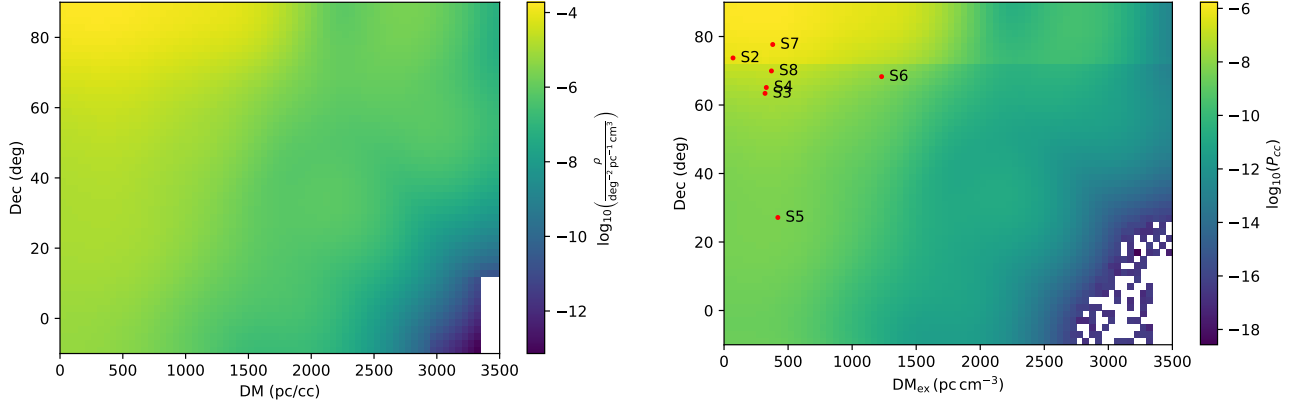 80
60
40
20
0
Dec (deg)
0 500 1000 1500 2000 2500 3000 3500
DM (pc/cc)
−4
−6
−8
−10
−12
log₁₀(ρ / deg⁻² pc⁻¹ cm³)
80
60
40
20
0
Dec (deg)
S7
S2
S8
S6
S4
S3
S5
0 500 1000 1500 2000 2500 3000 3500
DMₑₓ (pc cm⁻³)
−6
−8
−10
−12
−14
−16
−18
log₁₀(P_cc)